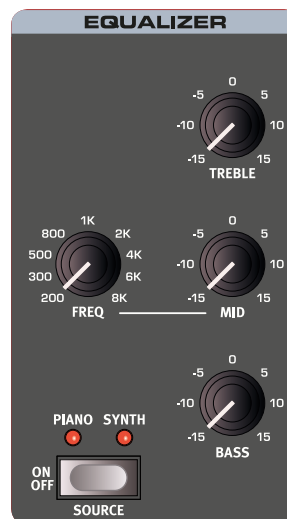 EQUALIZER
0
-5 5
-10 10
-15 15
TREBLE
1K
800 2K
500 4K
300 6K
200 8K
FREQ
0
-5 5
-10 10
-15 15
MID
0
-5 5
-10 10
-15 15
BASS
PIANO SYNTH
ON
OFF
SOURCE